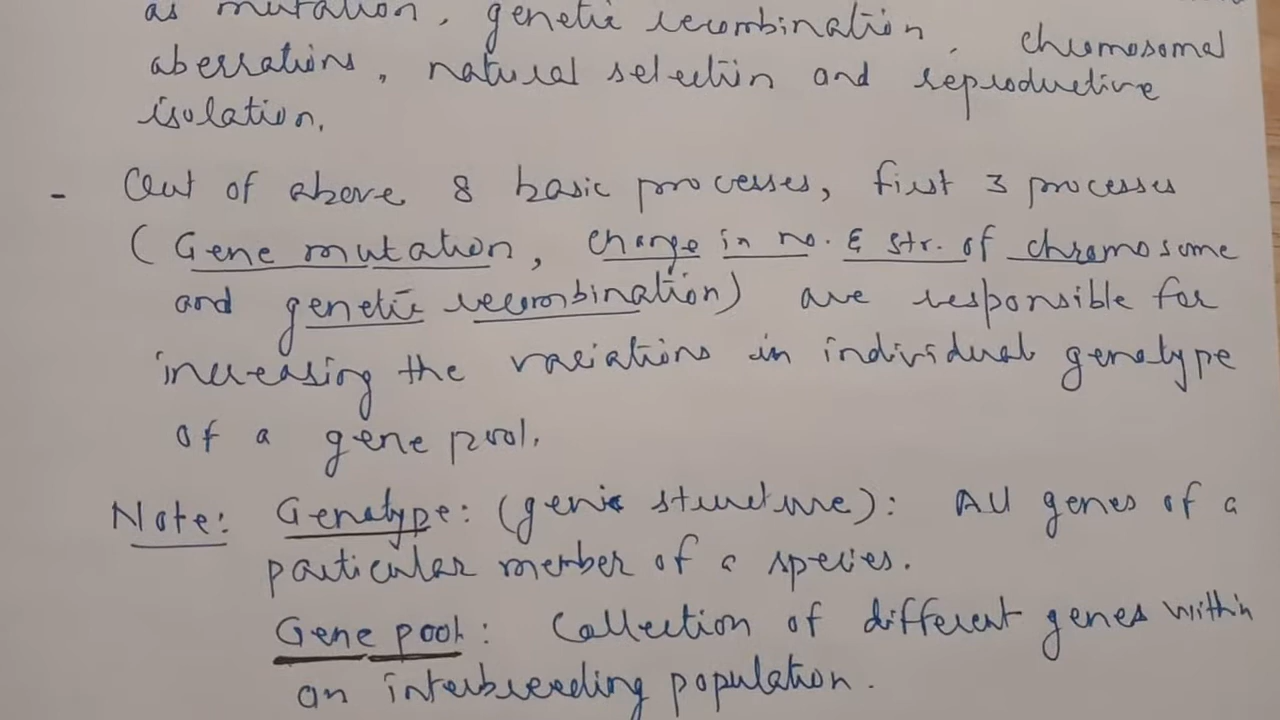 as mutation, genetic recombination, chromosomal
aberrations, natural selection and reproductive
isolation.
- Out of above 8 basic processes, first 3 processes
(Gene mutation, change in no. & str. of chromosome
and genetic recombination) are responsible for
increasing the variations in individual genotype
of a gene pool.
Note: Genotype: (genic structure): All genes of a
particular member of a species.
Gene pool: Collection of different genes within
an interbreeding population.